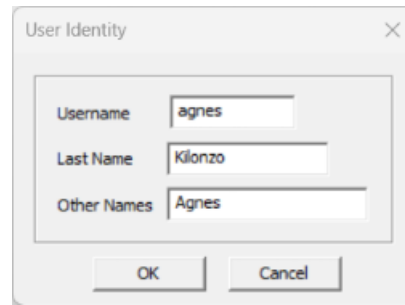 User Identity
Username agnes
Last Name Kilonzo
Other Names Agnes
OK Cancel